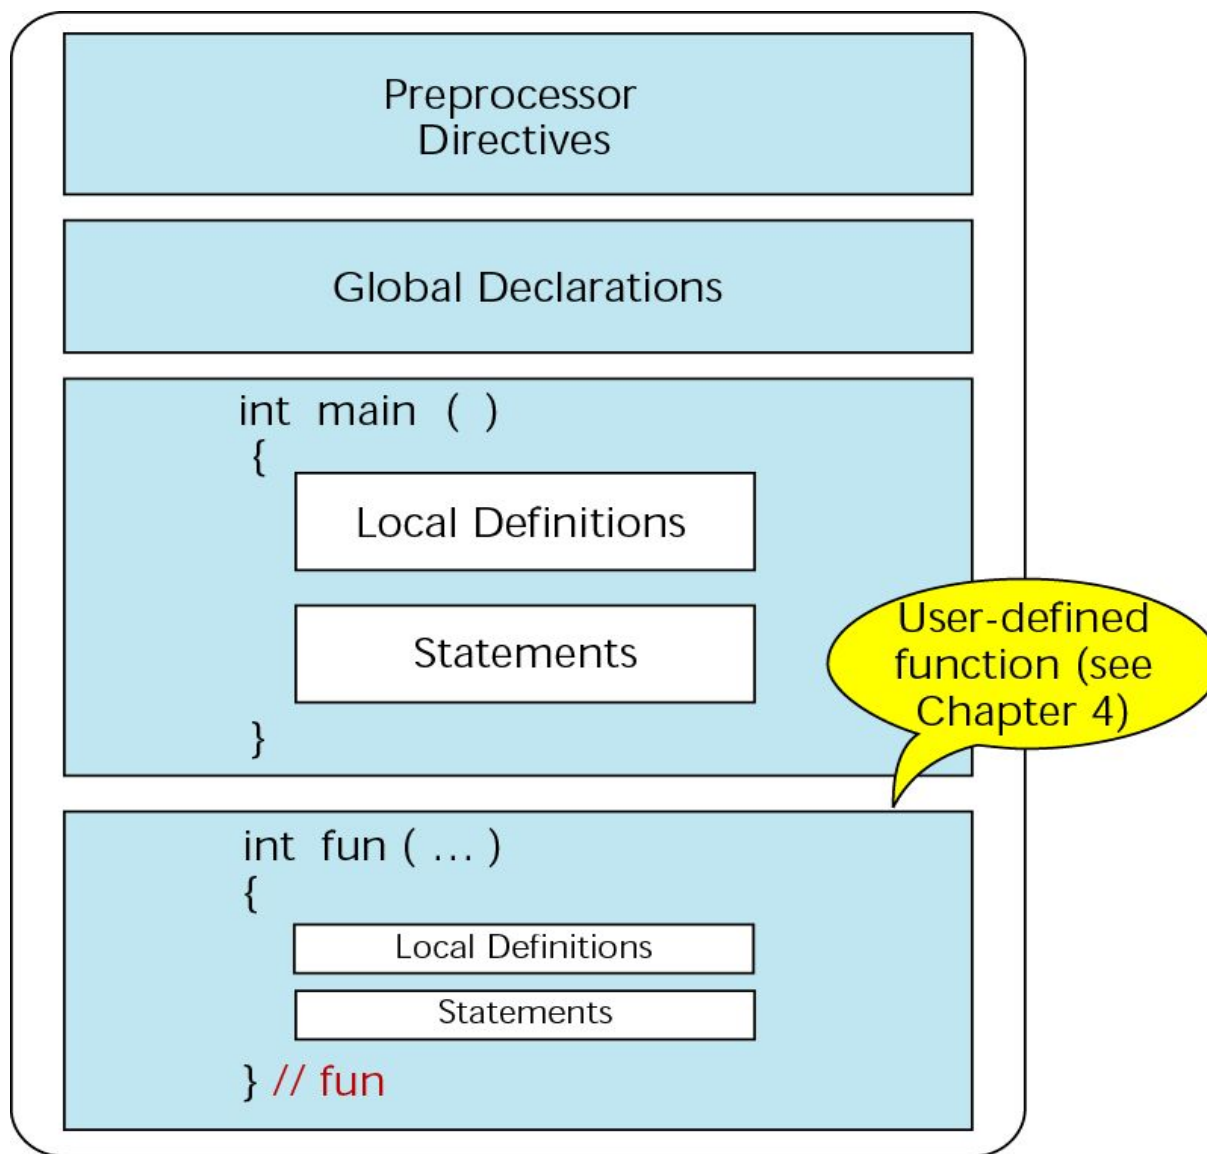 Preprocessor
Directives
Global Declarations
int main ( )
{
Local Definitions
Statements
}
User-defined
function (see
Chapter 4)
int fun ( ... )
{
Local Definitions
Statements
} // fun